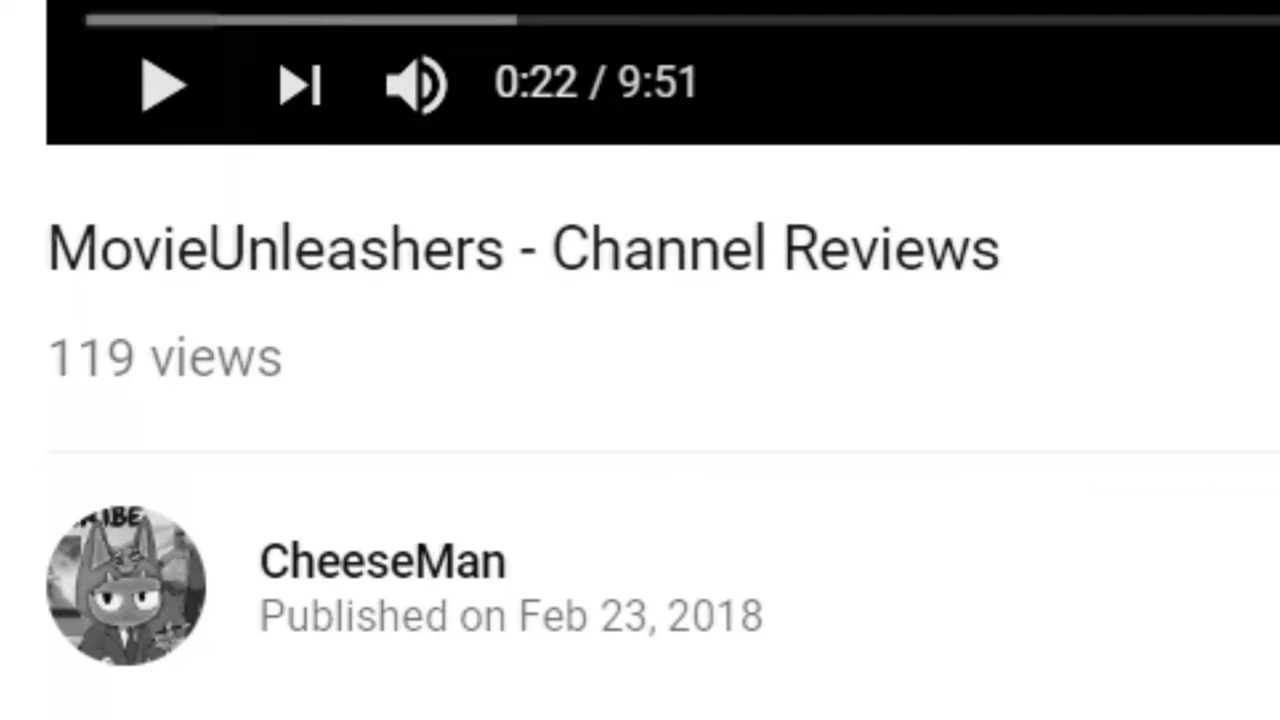 0:22 / 9:51
MovieUnleashers - Channel Reviews
119 views
CheeseMan
Published on Feb 23, 2018